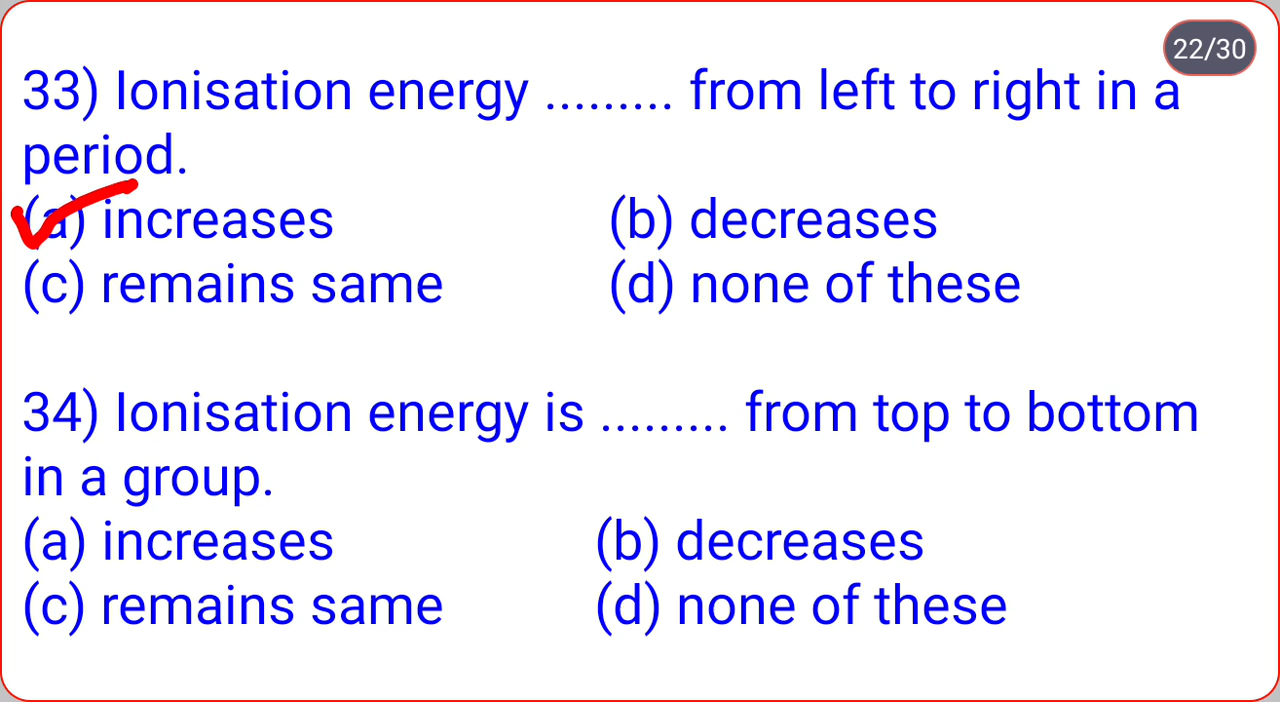 22/30
33) Ionisation energy ......... from left to right in a
period.
(a) increases (b) decreases
(c) remains same (d) none of these
34) Ionisation energy is ......... from top to bottom
in a group.
(a) increases (b) decreases
(c) remains same (d) none of these